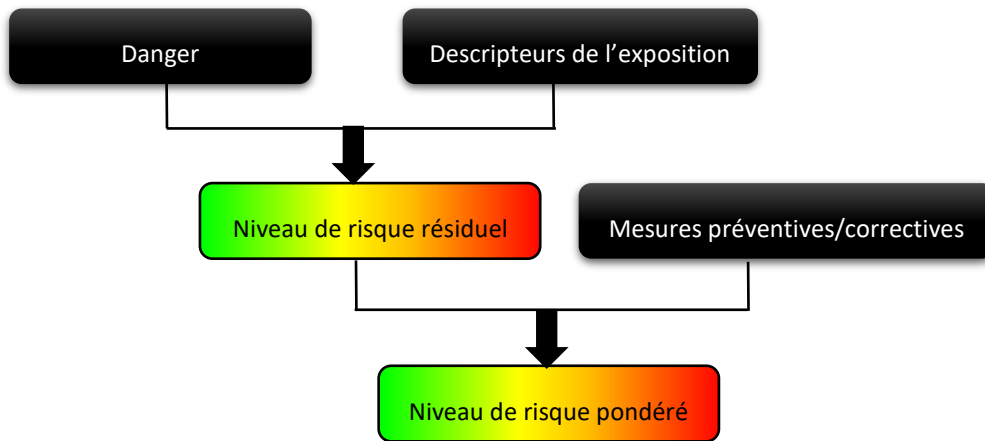 Danger
Descripteurs de l’exposition
Niveau de risque résiduel
Mesures préventives/correctives
Niveau de risque pondéré